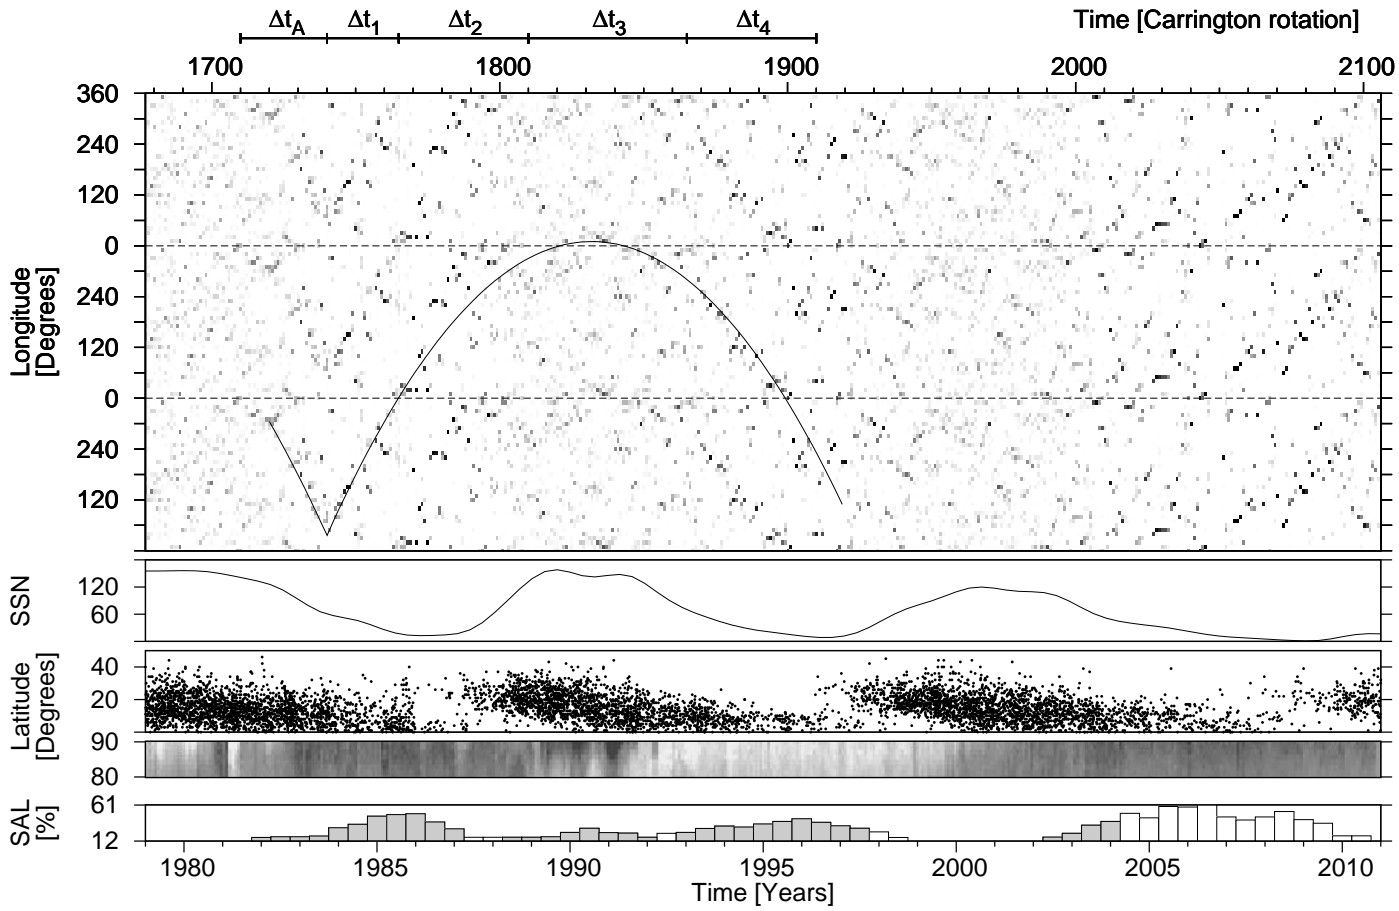 Δt_A Δt_1 Δt_2 Δt_3 Δt_4 Time [Carrington rotation]
1700 1800 1900 2000 2100
360
240
120
0
240
120
0
240
120
Longitude
[Degrees]
120
60
SSN
40
20
Latitude
[Degrees]
90
80
61
12
SAL
[%]
1980 1985 1990 1995 2000 2005 2010
Time [Years]